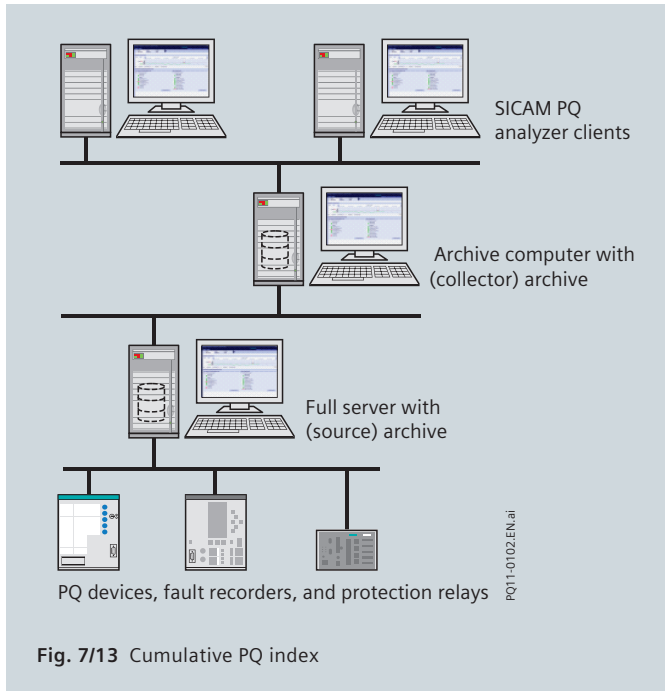 SICAM PQ
analyzer clients
Archive computer with
(collector) archive
Full server with
(source) archive
PQ devices, fault recorders, and protection relays
PQ11-0102.EN.ai
Fig. 7/13 Cumulative PQ index